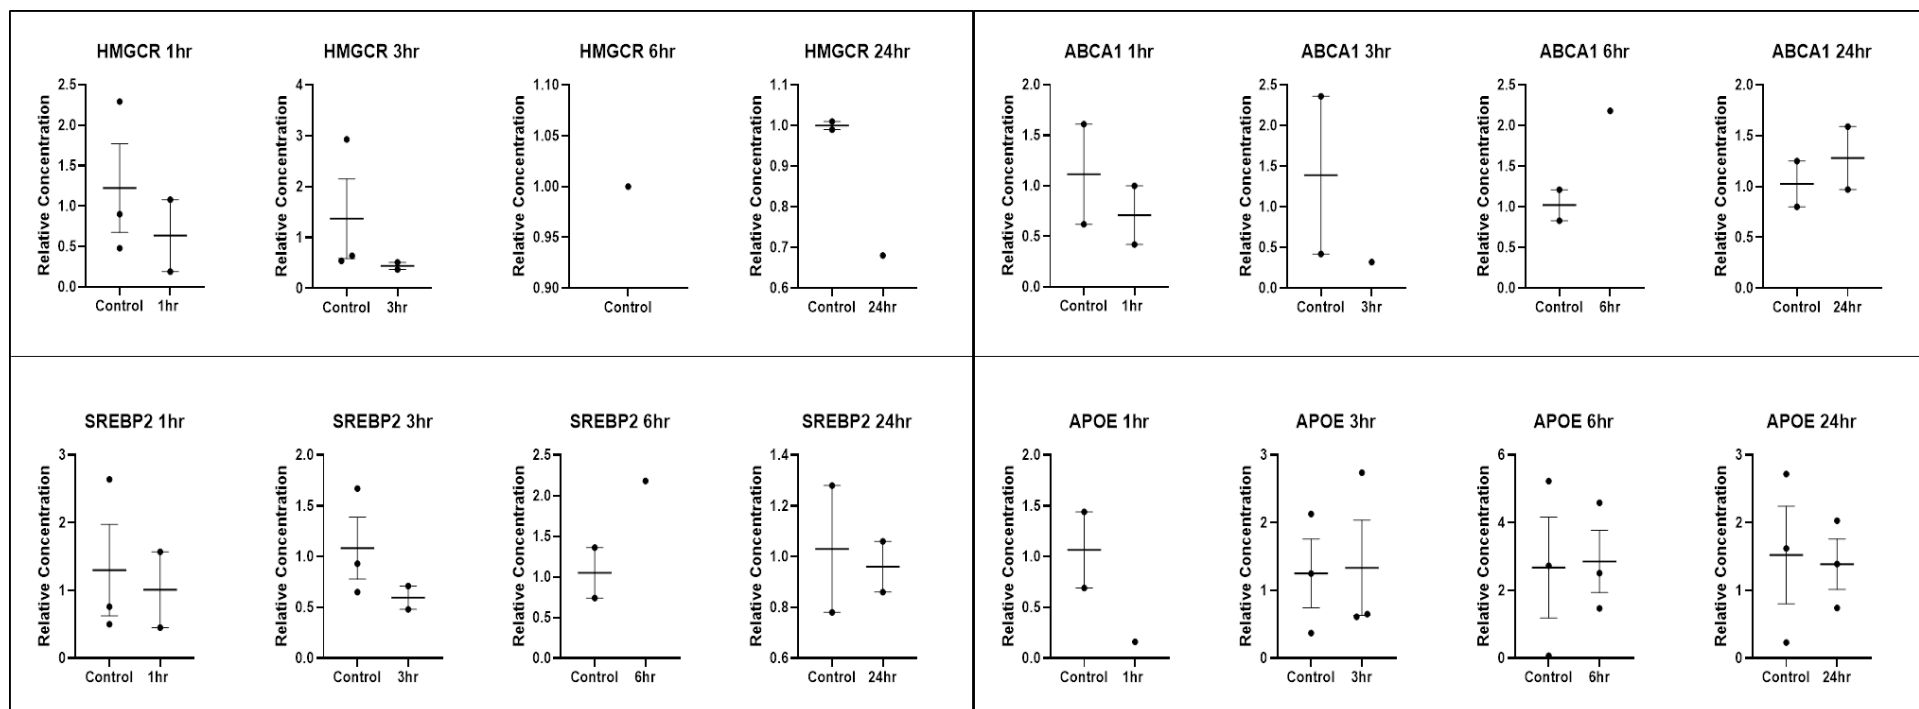 HMGCR 1hr
Relative Concentration
2.5
2.0
1.5
1.0
0.5
0.0
Control 1hr
HMGCR 3hr
Relative Concentration
4
3
2
1
0
Control 3hr
HMGCR 6hr
Relative Concentration
1.10
1.05
1.00
0.95
0.90
Control
HMGCR 24hr
Relative Concentration
1.1
1.0
0.9
0.8
0.7
0.6
Control 24hr
ABCA1 1hr
Relative Concentration
2.0
1.5
1.0
0.5
0.0
Control 1hr
ABCA1 3hr
Relative Concentration
2.5
2.0
1.5
1.0
0.5
0.0
Control 3hr
ABCA1 6hr
Relative Concentration
2.5
2.0
1.5
1.0
0.5
0.0
Control 6hr
ABCA1 24hr
Relative Concentration
2.0
1.5
1.0
0.5
0.0
Control 24hr
SREBP2 1hr
Relative Concentration
3
2
1
0
Control 1hr
SREBP2 3hr
Relative Concentration
2.0
1.5
1.0
0.5
0.0
Control 3hr
SREBP2 6hr
Relative Concentration
2.5
2.0
1.5
1.0
0.5
0.0
Control 6hr
SREBP2 24hr
Relative Concentration
1.4
1.2
1.0
0.8
0.6
Control 24hr
APOE 1hr
Relative Concentration
2.0
1.5
1.0
0.5
0.0
Control 1hr
APOE 3hr
Relative Concentration
3
2
1
0
Control 3hr
APOE 6hr
Relative Concentration
6
4
2
0
Control 6hr
APOE 24hr
Relative Concentration
3
2
1
0
Control 24hr